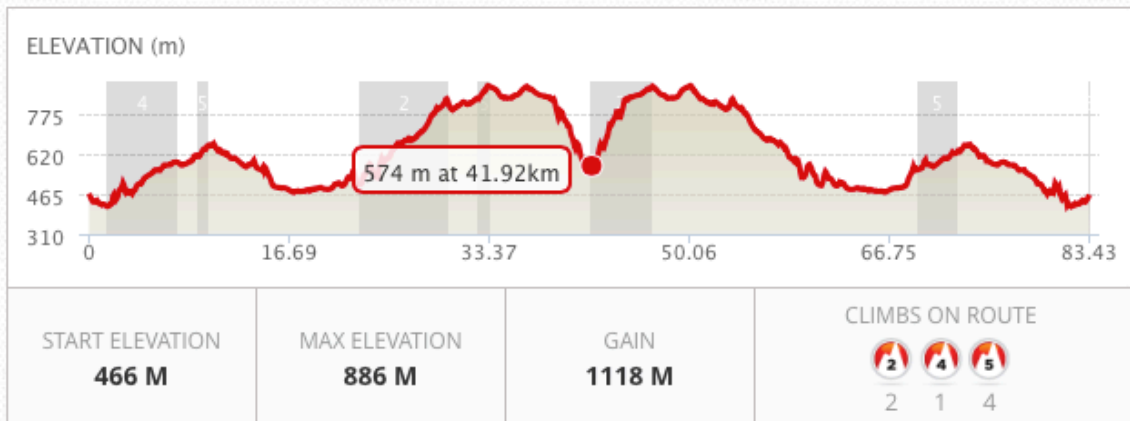 ELEVATION (m)
4
5
2
5
775
620
465
310
574 m at 41.92km
0 16.69 33.37 50.06 66.75 83.43
START ELEVATION
466 M
MAX ELEVATION
886 M
GAIN
1118 M
CLIMBS ON ROUTE
2 4 5
2 1 4